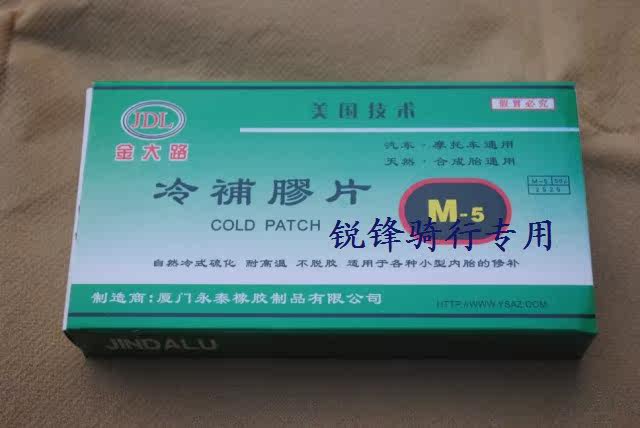 JDL
金大路
美国技术
假冒必究
汽车·摩托车通用
天然·合成胎通用
冷補膠片
COLD PATCH
M-5
2525
锐锋骑行专用
自然冷式硫化 耐高温 不脱胶 适用于各种小型内胎的修补
制造商:厦门永泰橡胶制品有限公司
HTTP://WWW.YSAZ.COM
JINDALU